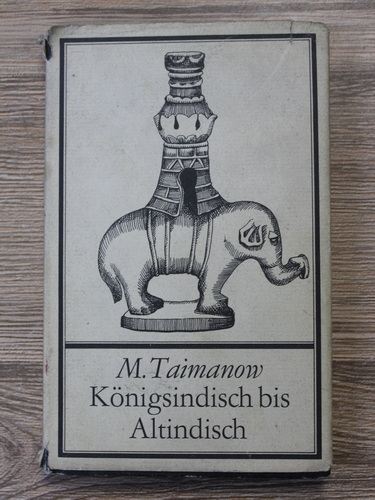 M. Taimanow
Königsindisch bis
Altindisch